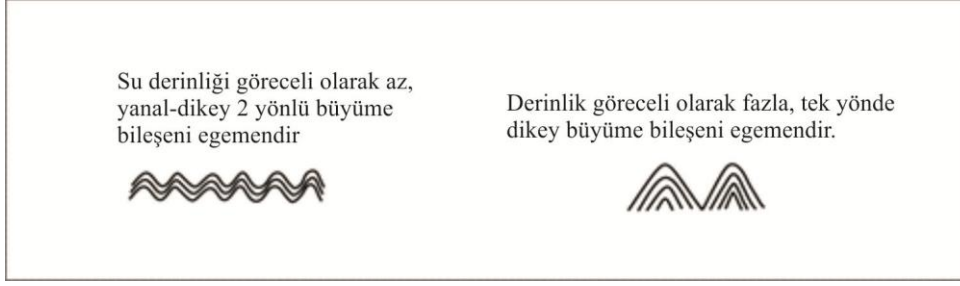 Su derinliği göreceli olarak az,
yanal-dikey 2 yönlü büyüme
bileşeni egemendir
Derinlik göreceli olarak fazla, tek yönde
dikey büyüme bileşeni egemendir.